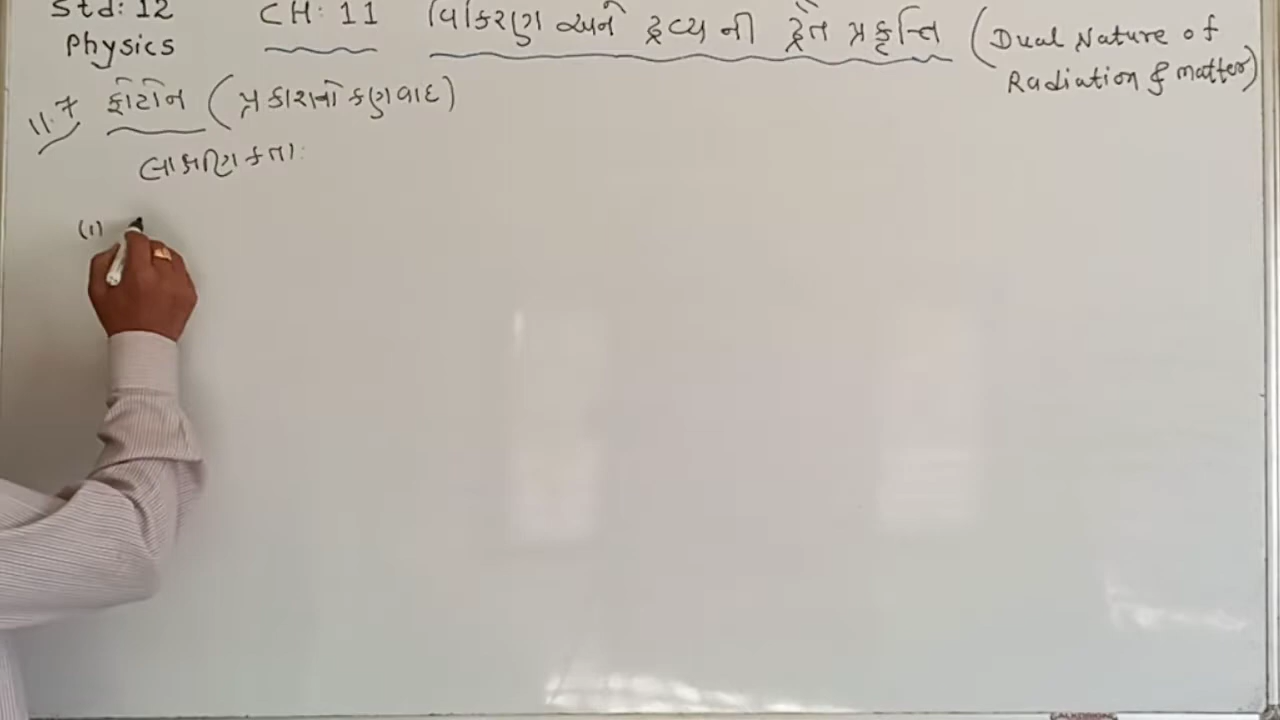 Std: 12 CH: 11 વિકિરણ અને દ્રવ્ય ની દ્વૈત પ્રકૃતિ (Dual Nature of
Physics Radiation & matter)
11.7 ફોટોન (પ્રકાશનો કણવાદ)
લાક્ષણિકતા:
(1)